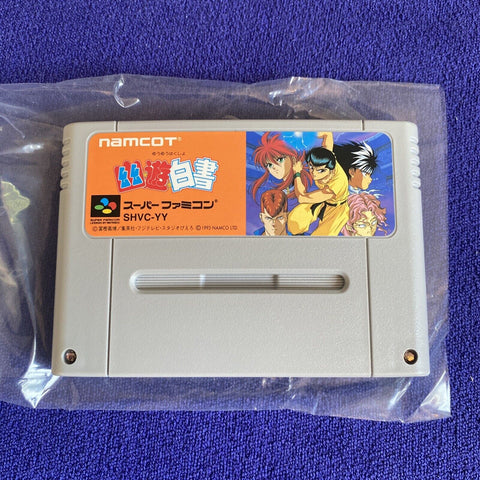 namcot
ゆうゆうはくしよ
幽遊白書
スーパーファミコン
SHVC-YY
©冨樫義博／集英社・フジテレビ・スタジオぴえろ ©1993 NAMCO LTD.